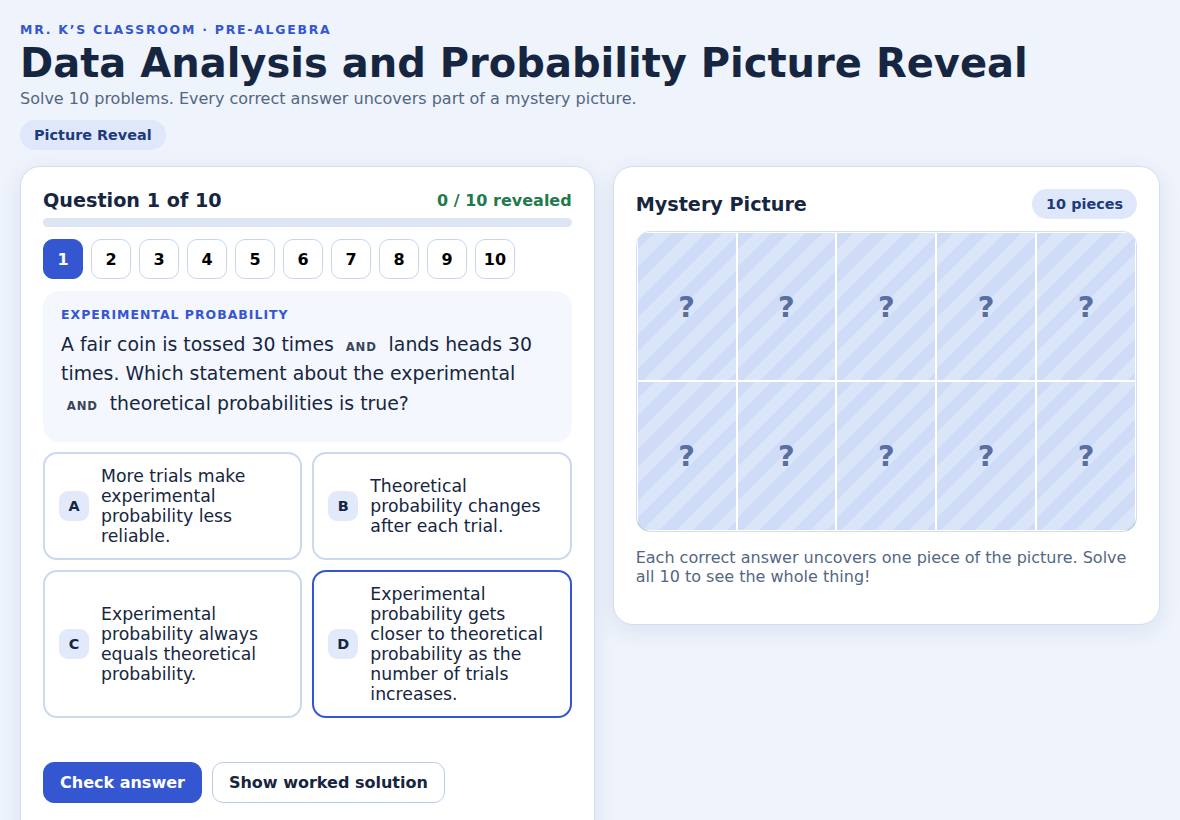 MR. K’S CLASSROOM · PRE-ALGEBRA
Data Analysis and Probability Picture Reveal
Solve 10 problems. Every correct answer uncovers part of a mystery picture.
Picture Reveal
Question 1 of 10
0 / 10 revealed
1 2 3 4 5 6 7 8 9 10
EXPERIMENTAL PROBABILITY
A fair coin is tossed 30 times AND lands heads 30
times. Which statement about the experimental
AND theoretical probabilities is true?
A
More trials make
experimental
probability less
reliable.
B
Theoretical
probability changes
after each trial.
C
Experimental
probability always
equals theoretical
probability.
D
Experimental
probability gets
closer to theoretical
probability as the
number of trials
increases.
Check answer
Show worked solution
Mystery Picture
10 pieces
? ? ? ? ?
? ? ? ? ?
Each correct answer uncovers one piece of the picture. Solve
all 10 to see the whole thing!